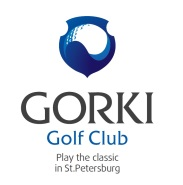 GORKI
Golf Club
Play the classic
in St.Petersburg